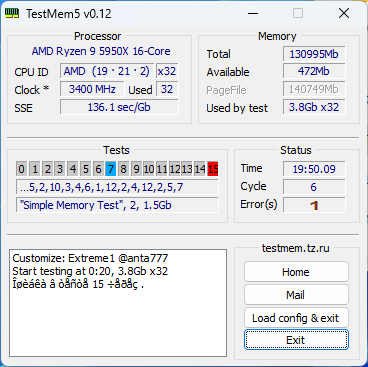 TestMem5 v0.12
Processor
AMD Ryzen 9 5950X 16-Core
CPU ID AMD (19 · 21 · 2) x32
Clock * 3400 MHz Used 32
SSE 136.1 sec/Gb
Memory
Total 130995Mb
Available 472Mb
PageFile 140749Mb
Used by test 3.8Gb x32
Tests
0 1 2 3 4 5 6 7 8 9 10 11 12 13 14 15
...5,2,10,3,4,6,1,12,2,4,12,2,5,7
"Simple Memory Test", 2, 1.5Gb
Status
Time 19:50.09
Cycle 6
Error(s) 1
Customize: Extreme1 @anta777
Start testing at 0:20, 3.8Gb x32
Îøèáêà â òåñòå 15 ÷åðåç .
testmem.tz.ru
Home
Mail
Load config & exit
Exit